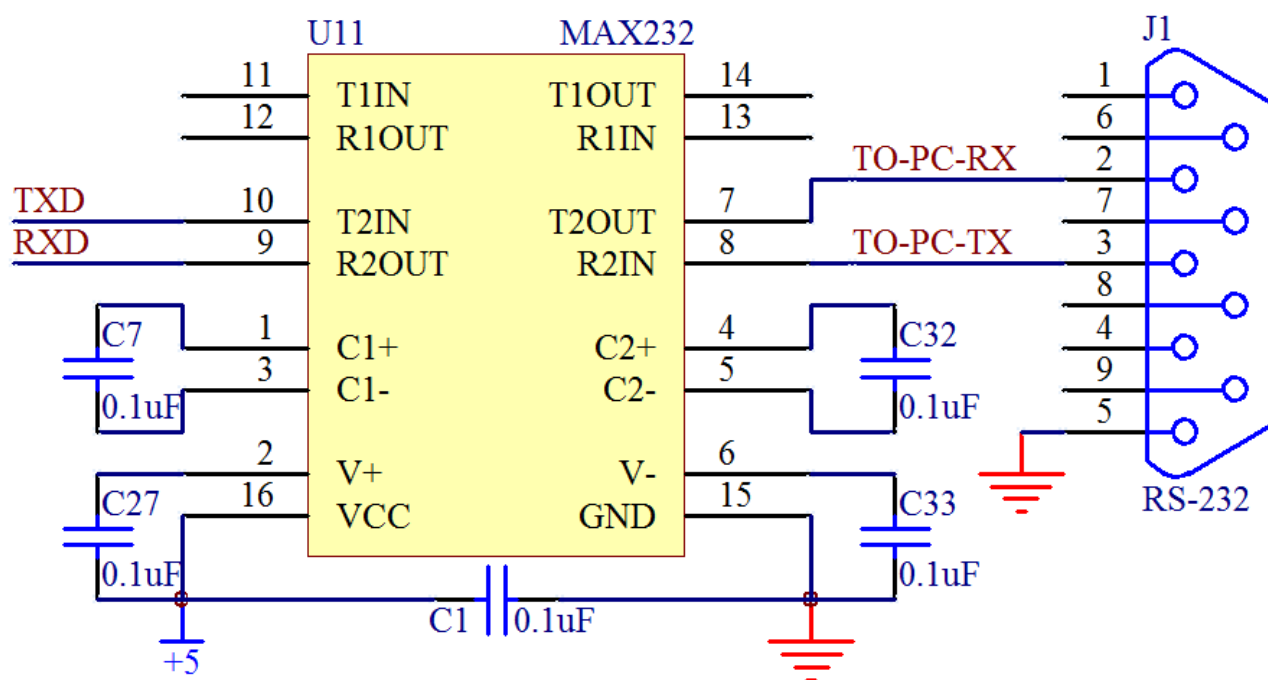 U11 MAX232 J1
11 T1IN T1OUT 14 1
12 R1OUT R1IN 13 6
TO-PC-RX 2
TXD 10 T2IN T2OUT 7 7
RXD 9 R2OUT R2IN 8 TO-PC-TX 3
8
C7 1 C1+ C2+ 4 C32 4
3 C1- C2- 5 9
0.1uF 0.1uF 5
2 V+ V- 6
C27 16 VCC GND 15 C33 RS-232
0.1uF 0.1uF
C1 0.1uF
+5